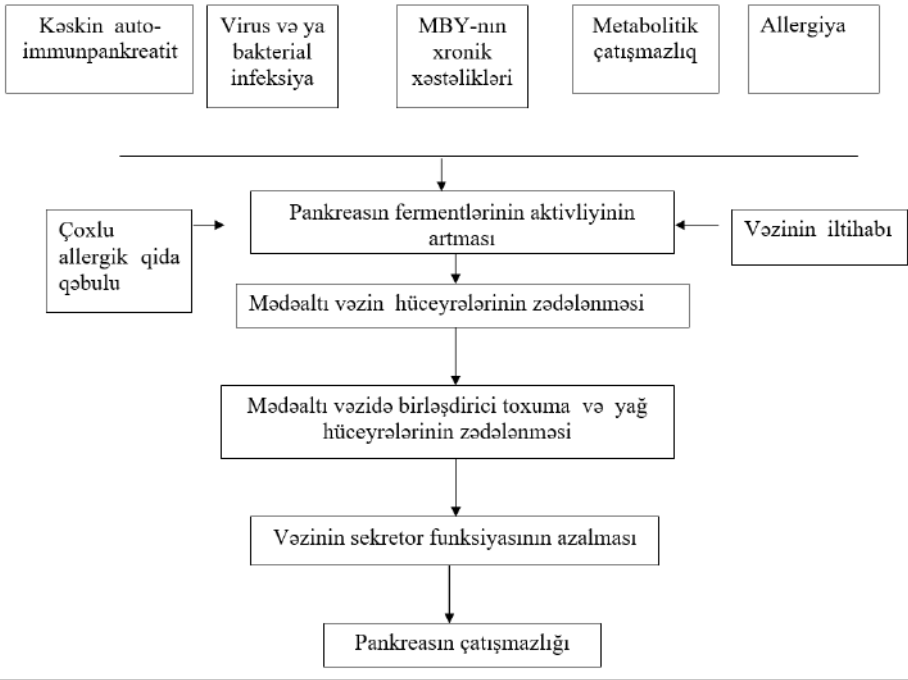 Kəskin auto-
immunpankreatit
Virus və ya
bakterial
infeksiya
MBY-nın
xronik
xəstəlikləri
Metabolitik
çatışmazlıq
Allergiya
Pankreasın fermentlərinin aktivliyinin
artması
Çoxlu
allergik qida
qəbulu
Vəzinin iltihabı
Mədəaltı vəzin hüceyrələrinin zədələnməsi
Mədəaltı vəzidə birləşdirici toxuma və yağ
hüceyrələrinin zədələnməsi
Vəzinin sekretor funksiyasının azalması
Pankreasın çatışmazlığı